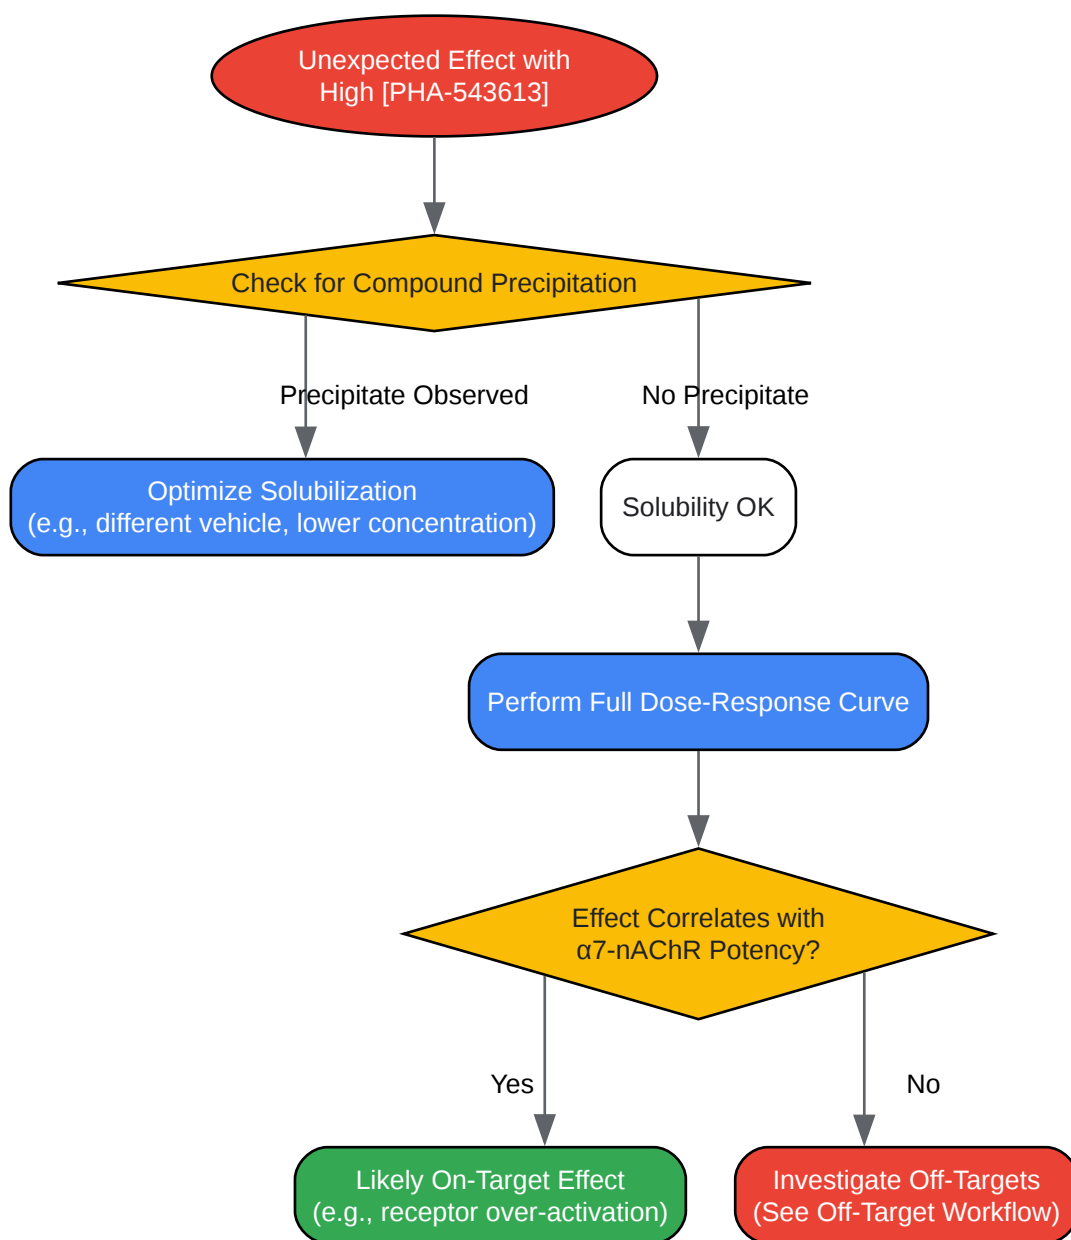 Unexpected Effect with
High [PHA-543613]
Check for Compound Precipitation
Precipitate Observed
No Precipitate
Optimize Solubilization
(e.g., different vehicle, lower concentration)
Solubility OK
Perform Full Dose-Response Curve
Effect Correlates with
α7-nAChR Potency?
Yes
No
Likely On-Target Effect
(e.g., receptor over-activation)
Investigate Off-Targets
(See Off-Target Workflow)